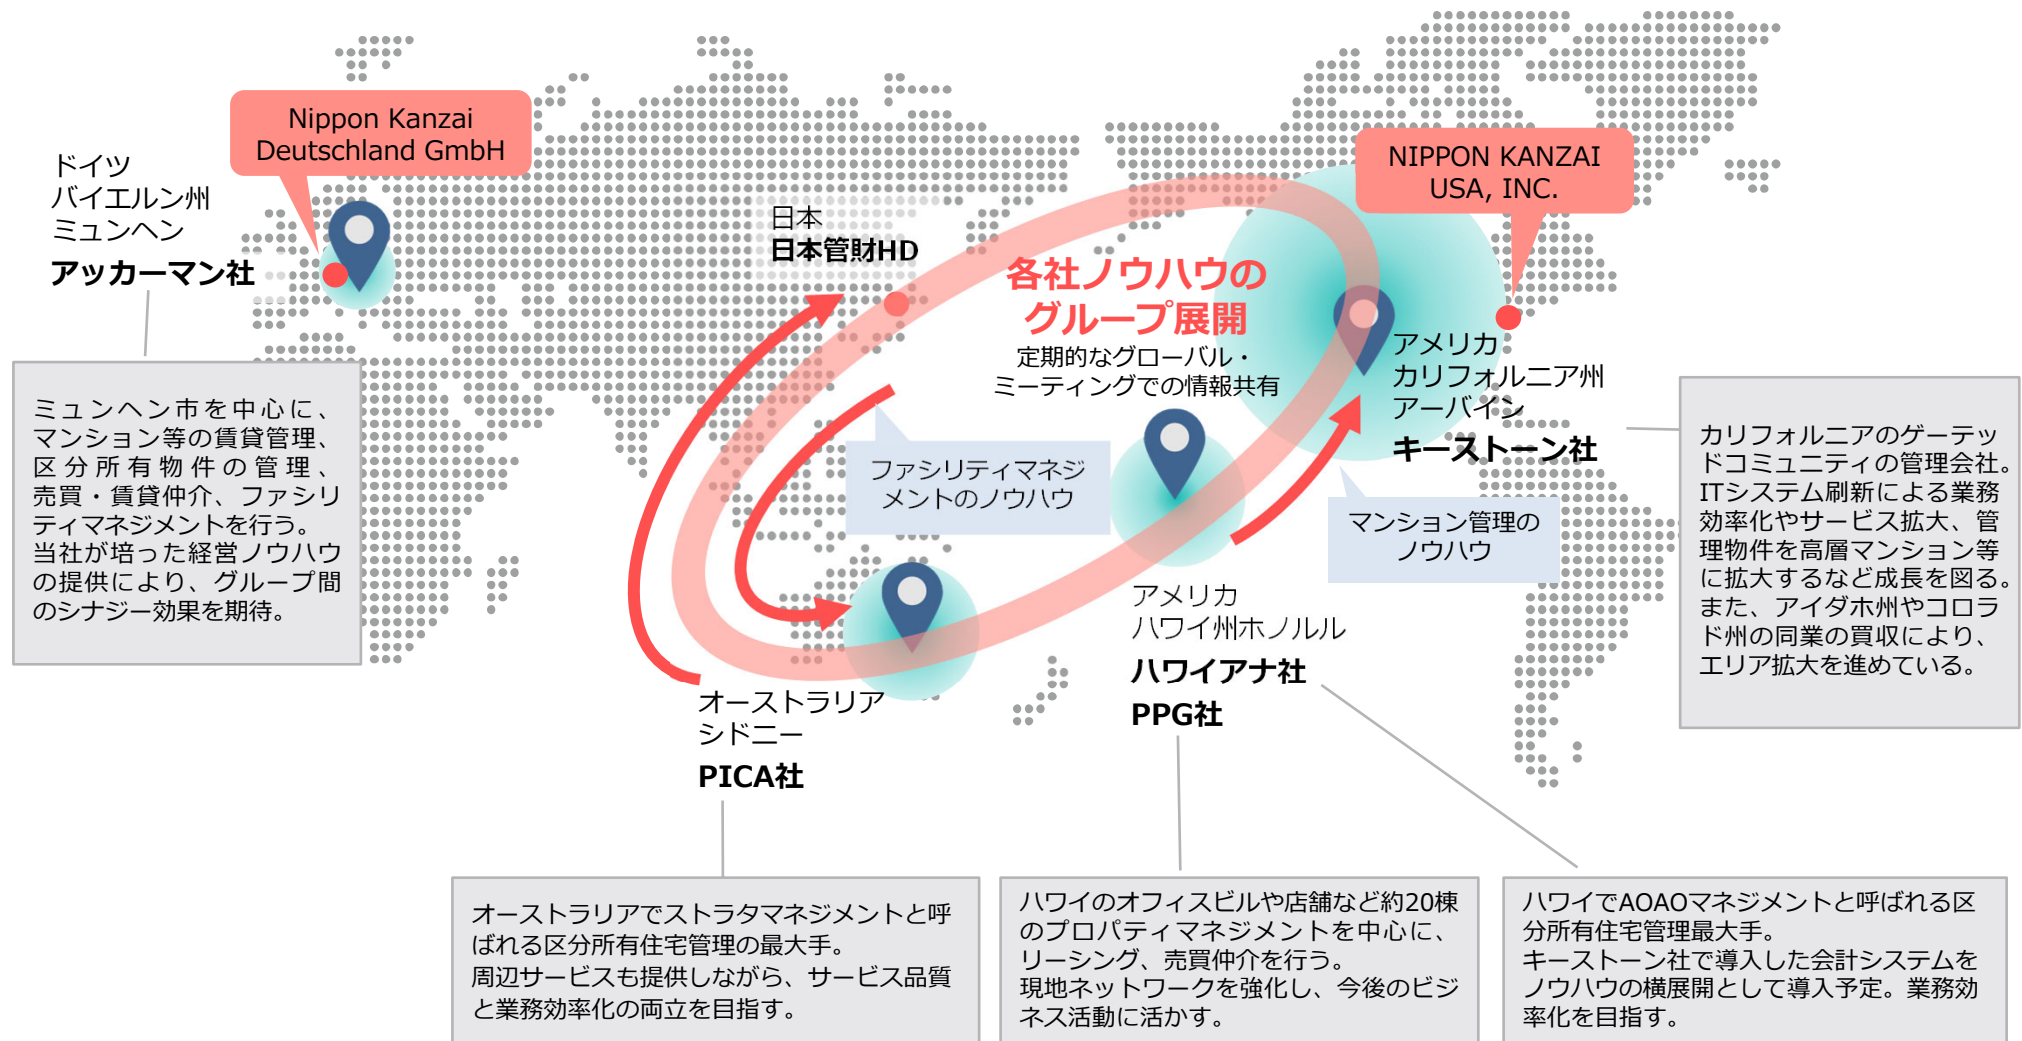 Nippon Kanzai
Deutschland GmbH
ドイツ
バイエルン州
ミュンヘン
アッカーマン社
ミュンヘン市を中心に、
マンション等の賃貸管理、
区分所有物件の管理、
売買・賃貸仲介、ファシリ
ティマネジメントを行う。
当社が培った経営ノウハウ
の提供により、グループ間
のシナジー効果を期待。
日本
日本管財HD
各社ノウハウの
グループ展開
定期的なグローバル・
ミーティングでの情報共有
ファシリティマネジ
メントのノウハウ
NIPPON KANZAI
USA, INC.
アメリカ
カリフォルニア州
アーバイン
キーストーン社
カリフォルニアのゲーテッ
ドコミュニティの管理会社。
ITシステム刷新による業務
効率化やサービス拡大、管
理物件を高層マンション等
に拡大するなど成長を図る。
また、アイダホ州やコロラ
ド州の同業の買収により、
エリア拡大を進めている。
マンション管理の
ノウハウ
アメリカ
ハワイ州ホノルル
ハワイアナ社
PPG社
オーストラリア
シドニー
PICA社
オーストラリアでストラタマネジメントと呼
ばれる区分所有住宅管理の最大手。
周辺サービスも提供しながら、サービス品質
と業務効率化の両立を目指す。
ハワイのオフィスビルや店舗など約20棟
のプロパティマネジメントを中心に、
リーシング、売買仲介を行う。
現地ネットワークを強化し、今後のビジ
ネス活動に活かす。
ハワイでAOAOマネジメントと呼ばれる区
分所有住宅管理最大手。
キーストーン社で導入した会計システムを
ノウハウの横展開として導入予定。業務効
率化を目指す。